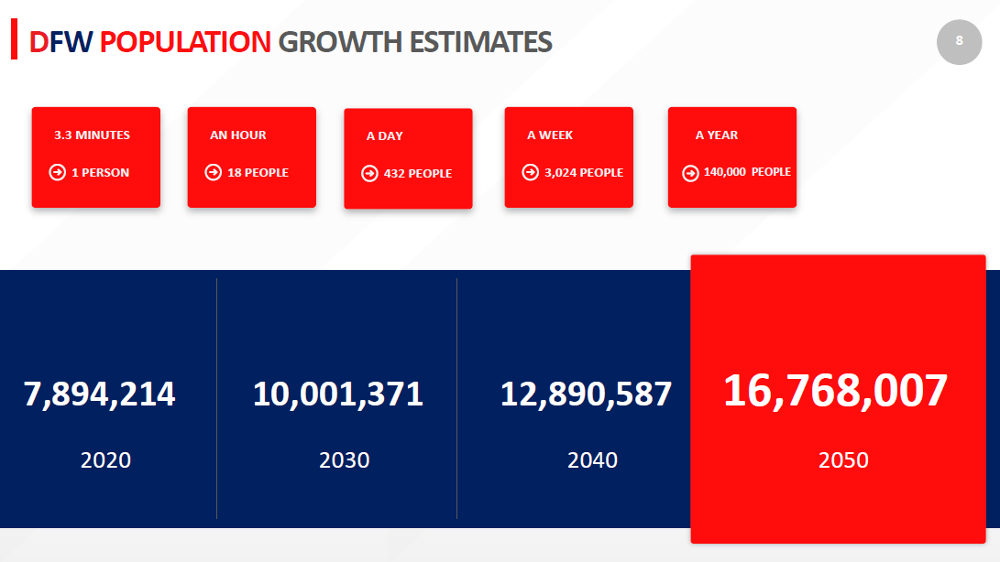 DFW POPULATION GROWTH ESTIMATES
8
3.3 MINUTES
1 PERSON
AN HOUR
18 PEOPLE
A DAY
432 PEOPLE
A WEEK
3,024 PEOPLE
A YEAR
140,000 PEOPLE
7,894,214
2020
10,001,371
2030
12,890,587
2040
16,768,007
2050